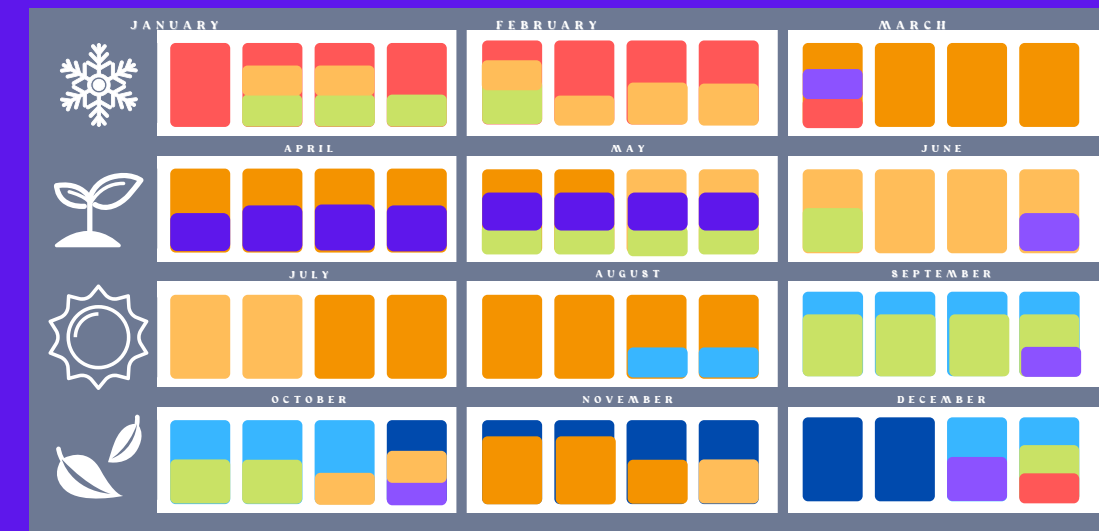 JANUARY
FEBRUARY
MARCH
APRIL
MAY
JUNE
JULY
AUGUST
SEPTEMBER
OCTOBER
NOVEMBER
DECEMBER